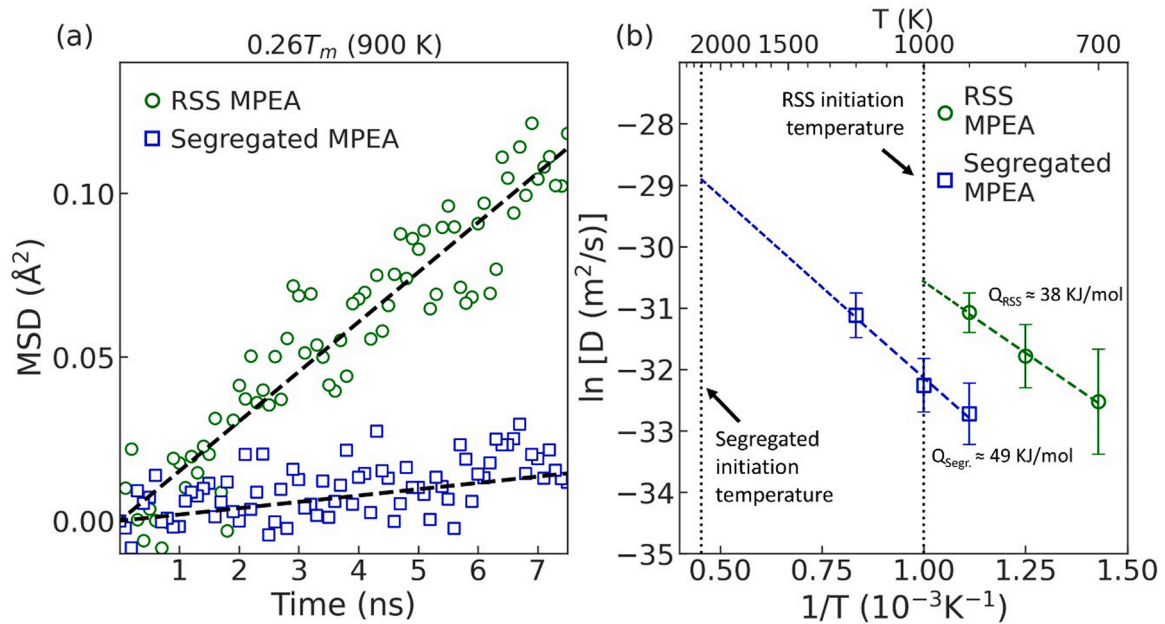 (a)
0.26Tm (900 K)
RSS MPEA
Segregated MPEA
MSD (Å²)
0.10
0.05
0.00
1 2 3 4 5 6 7
Time (ns)
(b)
T (K)
2000 1500 1000 700
RSS initiation
temperature
RSS
MPEA
Segregated
MPEA
ln [D (m²/s)]
−28
−29
−30
−31
−32
−33
−34
−35
Q_RSS ≈ 38 KJ/mol
Q_Segr. ≈ 49 KJ/mol
Segregated
initiation
temperature
0.50 0.75 1.00 1.25 1.50
1/T (10⁻³K⁻¹)